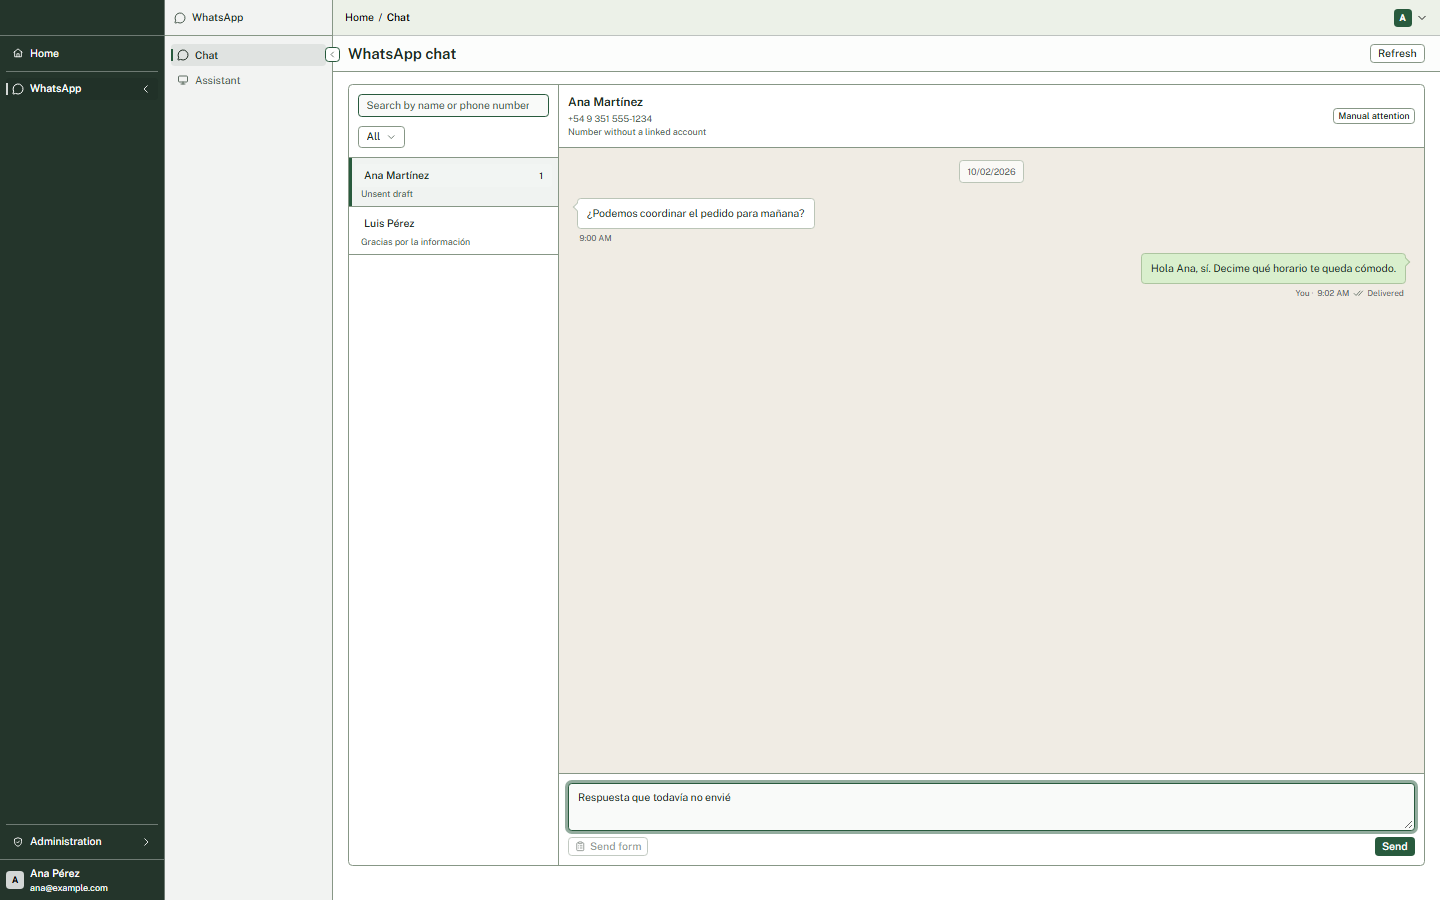 Home
WhatsApp
Administration
A
Ana Pérez
ana@example.com
WhatsApp
Chat
Assistant
Home / Chat
A
WhatsApp chat
Refresh
Search by name or phone number
All
Ana Martínez 1
Unsent draft
Luis Pérez
Gracias por la información
Ana Martínez
+54 9 351 555-1234
Number without a linked account
Manual attention
10/02/2026
¿Podemos coordinar el pedido para mañana?
9:00 AM
Hola Ana, sí. Decime qué horario te queda cómodo.
You · 9:02 AM Delivered
Respuesta que todavía no envié
Send form
Send